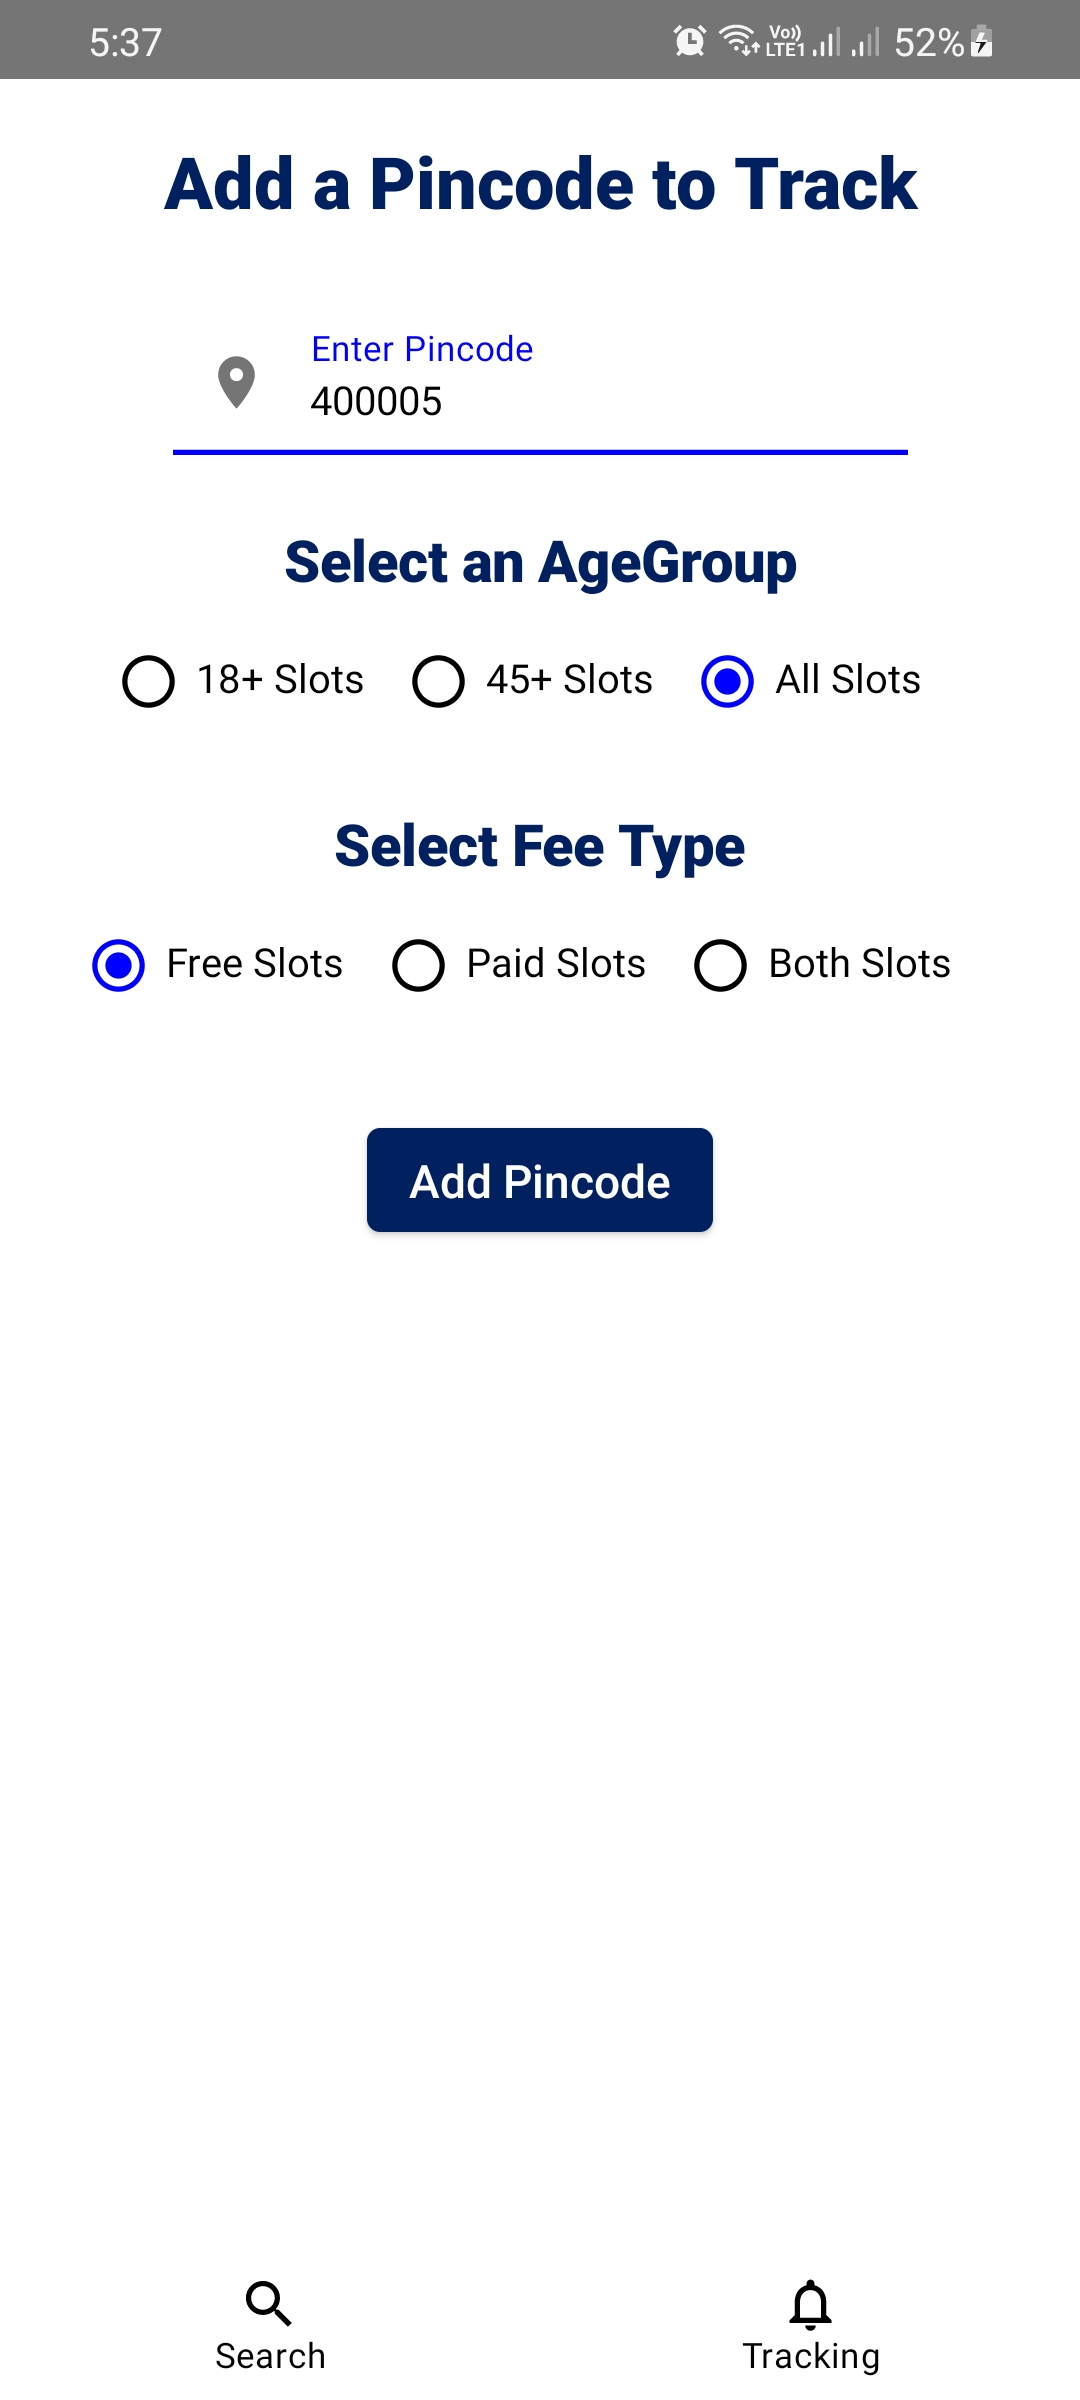 5:37 Vo)) LTE1 52%
Add a Pincode to Track
Enter Pincode
400005
Select an AgeGroup
18+ Slots 45+ Slots All Slots
Select Fee Type
Free Slots Paid Slots Both Slots
Add Pincode
Search Tracking